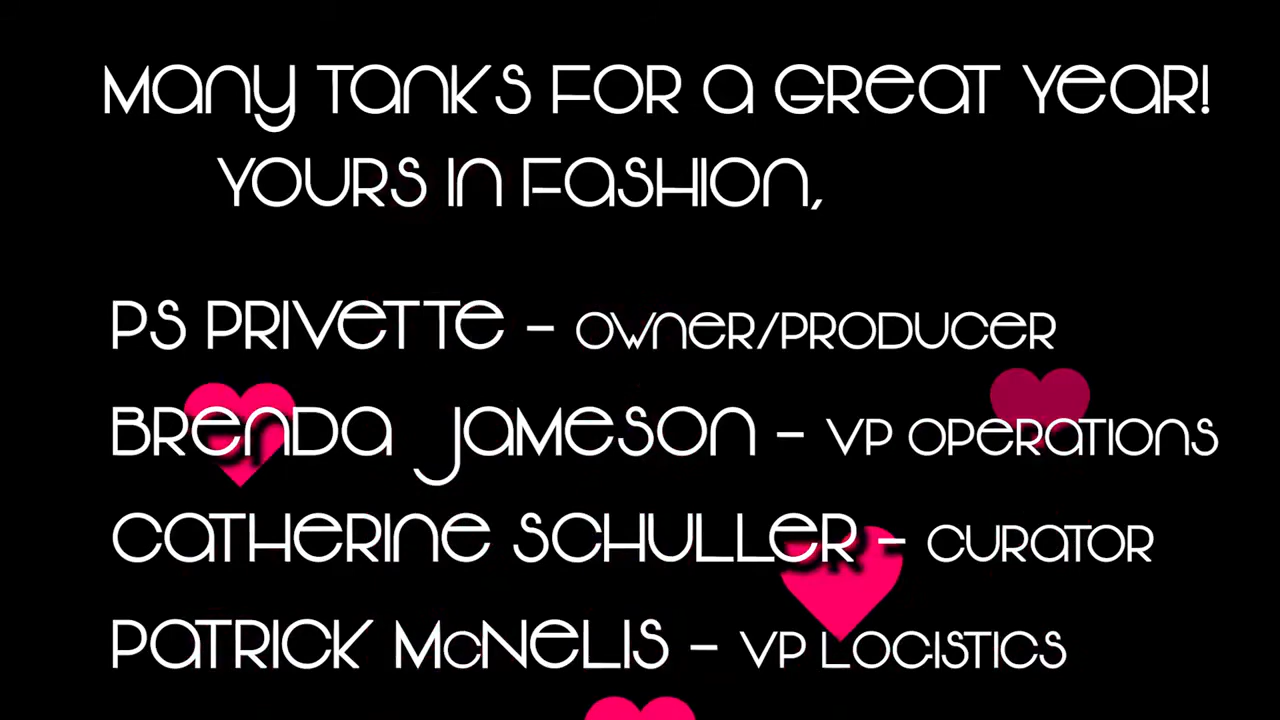 Many Tanks for a Great Year!
Yours in Fashion,
PS Privette – Owner/Producer
Brenda Jameson – VP Operations
Catherine Schuller – Curator
Patrick McNelis – VP Logistics